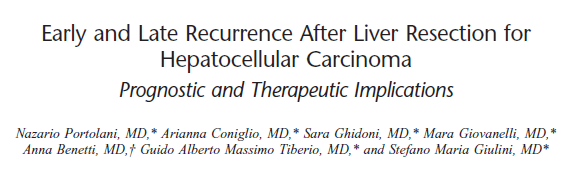 Early and Late Recurrence After Liver Resection for
Hepatocellular Carcinoma
Prognostic and Therapeutic Implications
Nazario Portolani, MD,* Arianna Coniglio, MD,* Sara Ghidoni, MD,* Mara Giovanelli, MD,*
Anna Benetti, MD,† Guido Alberto Massimo Tiberio, MD,* and Stefano Maria Giulini, MD*